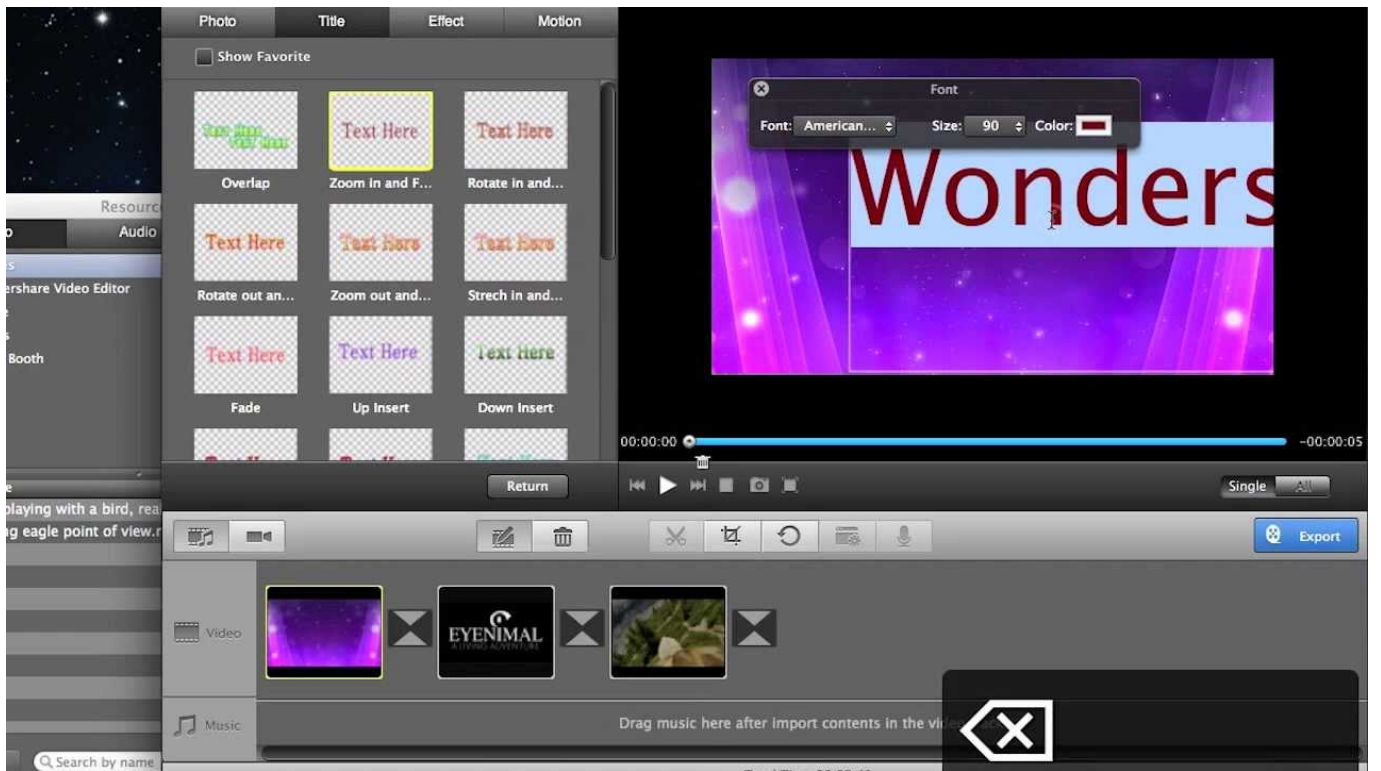 Photo Title Effect Motion
Show Favorite
Text Here Text Here
Overlap Zoom in and F... Rotate in and...
Text Here Text Here Text Here
Rotate out an... Zoom out and... Strech in and...
Text Here Text Here Text Here
Fade Up Insert Down Insert
Return
Font
Font: American... Size: 90 Color:
Wonders
00:00:00 -00:00:05
Single All
Resourc
Audio
ershare Video Editor
Booth
playing with a bird, rea
ng eagle point of view.r
Search by name
Export
Video
EYENIMAL
A LIVING ADVENTURE
Music
Drag music here after import contents in the vide